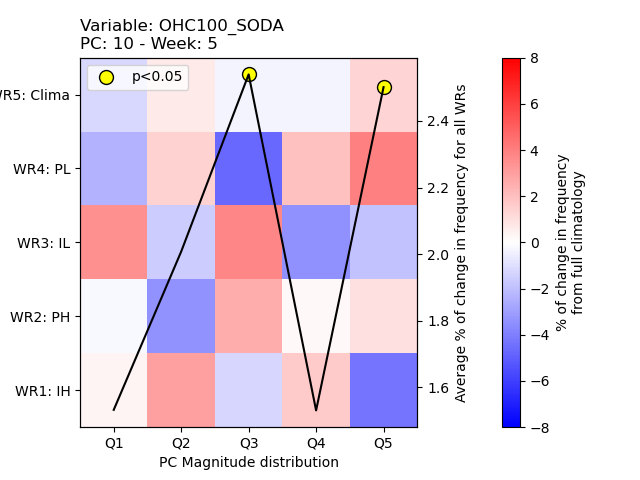 Variable: OHC100_SODA
PC: 10 - Week: 5
p<0.05
WR5: Clima
WR4: PL
WR3: IL
WR2: PH
WR1: IH
Q1 Q2 Q3 Q4 Q5
PC Magnitude distribution
2.4
2.2
2.0
1.8
1.6
Average % of change in frequency for all WRs
8
6
4
2
0
−2
−4
−6
−8
% of change in frequency
from full climatology